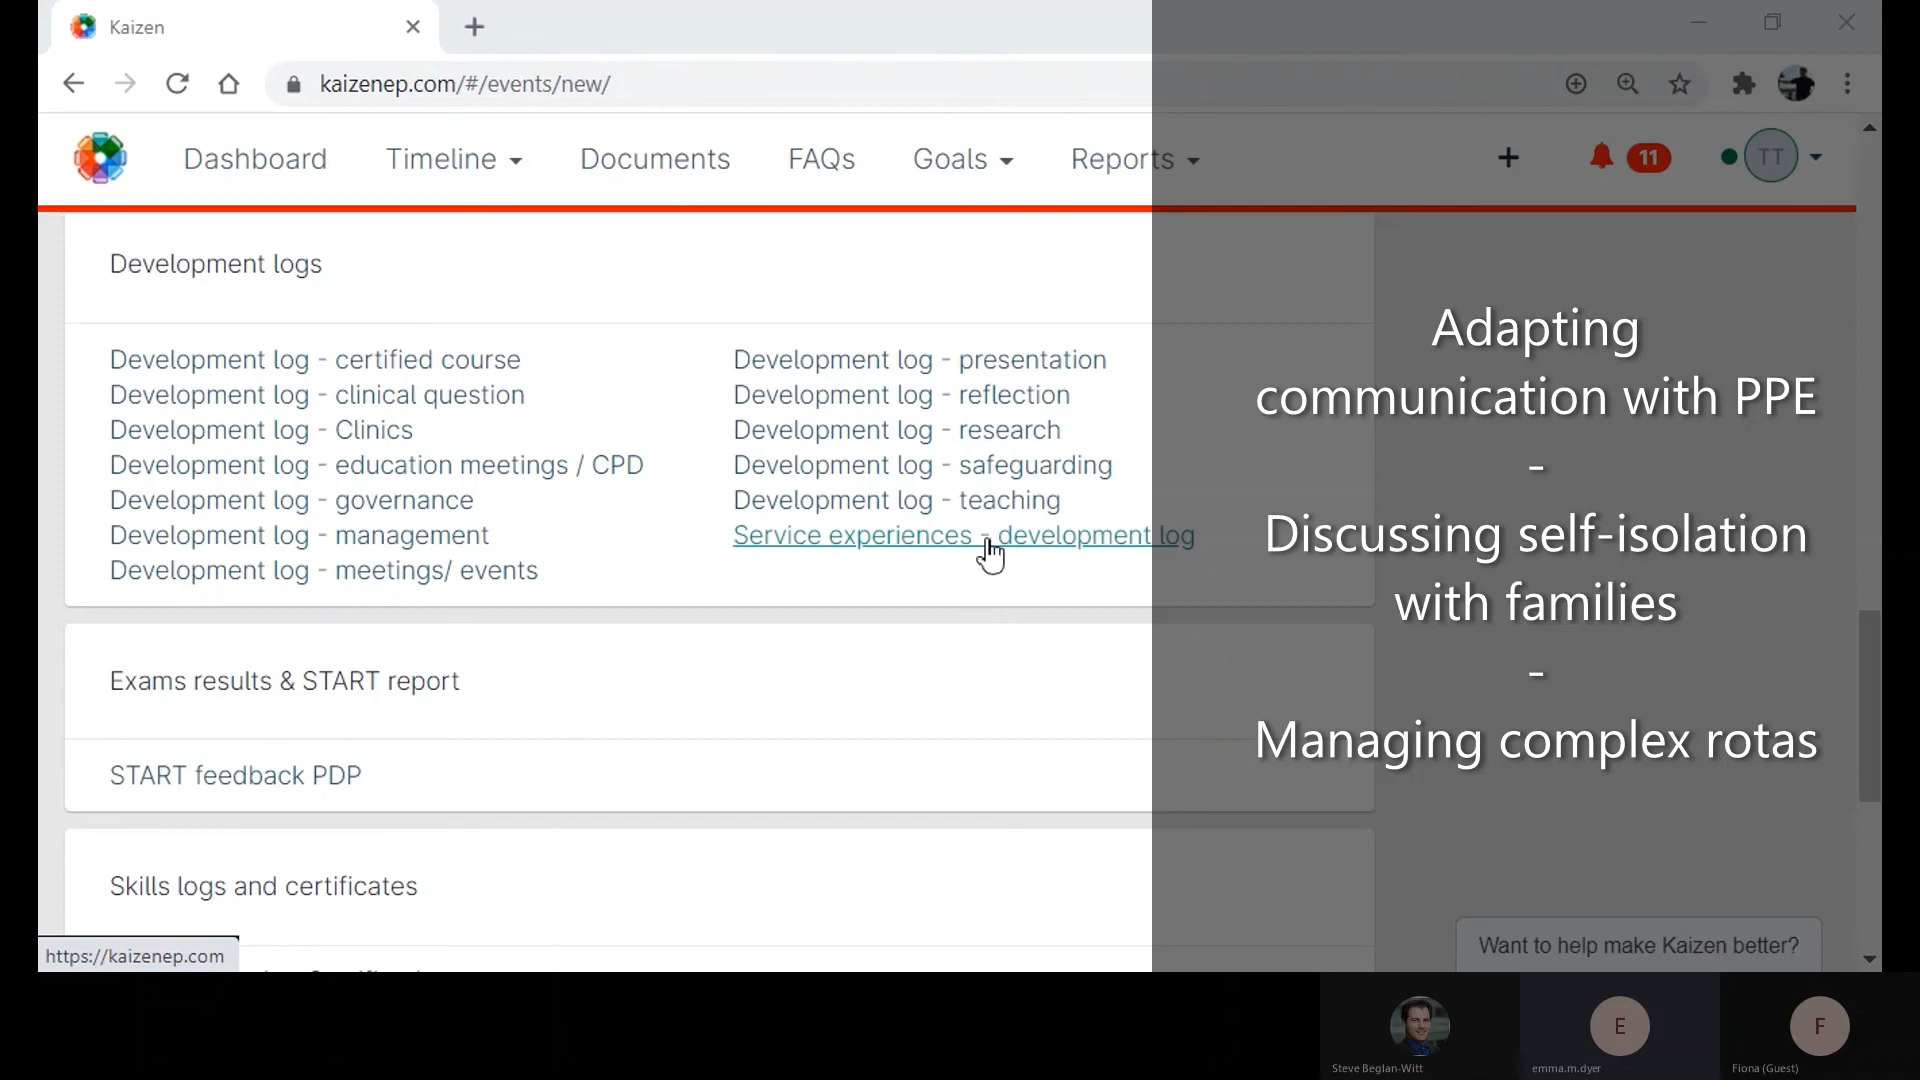 Kaizen
kaizenep.com/#/events/new/
Dashboard Timeline Documents FAQs Goals Reports 11 TT
Development logs
Development log - certified course
Development log - clinical question
Development log - Clinics
Development log - education meetings / CPD
Development log - governance
Development log - management
Development log - meetings/ events
Development log - presentation
Development log - reflection
Development log - research
Development log - safeguarding
Development log - teaching
Service experiences - development log
Exams results & START report
START feedback PDP
Skills logs and certificates
https://kaizenep.com
Adapting
communication with PPE
-
Discussing self-isolation
with families
-
Managing complex rotas
Want to help make Kaizen better?
E
F
Steve Beglan-Witt
emma.m.dyer
Fiona (Guest)